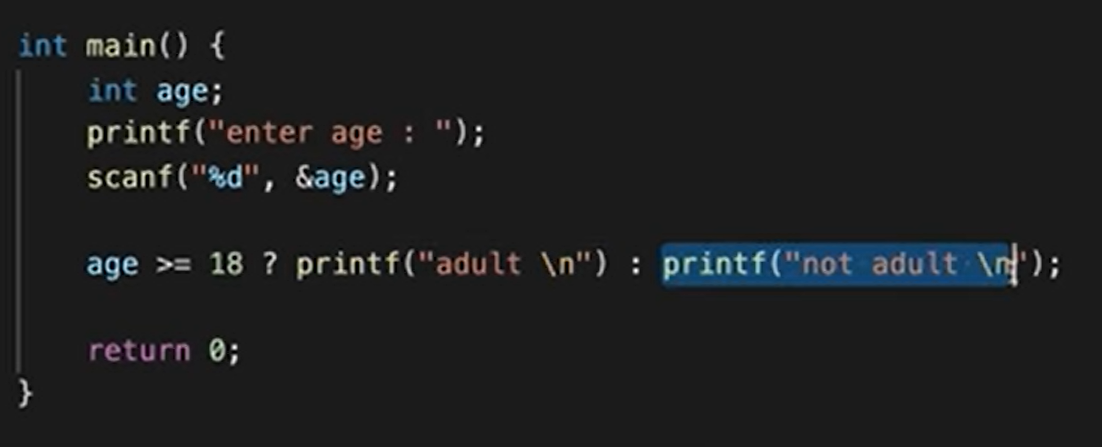 int main() {
    int age;
    printf("enter age : ");
    scanf("%d", &age);
    age >= 18 ? printf("adult \n") : printf("not adult \n");
    return 0;
}